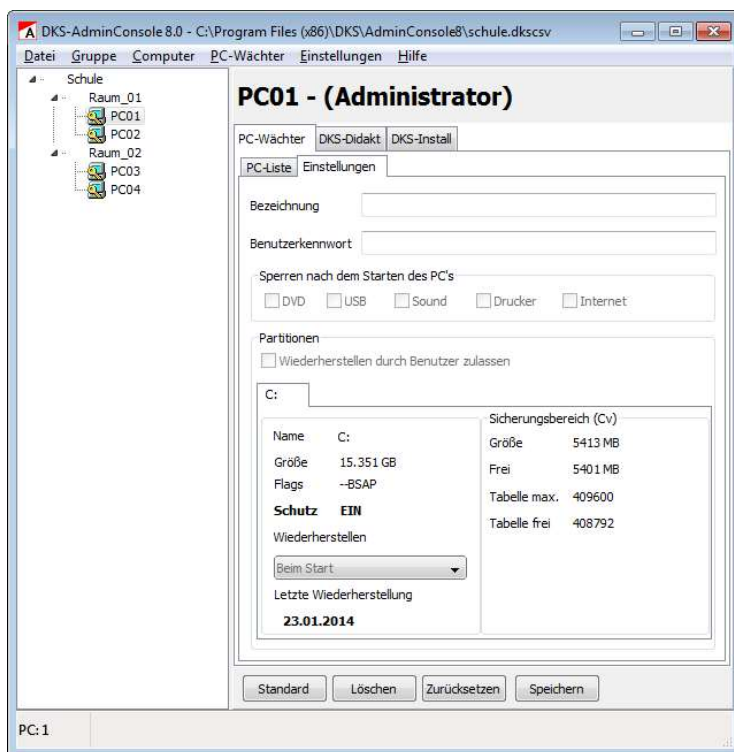 DKS-AdminConsole 8.0 - C:\Program Files (x86)\DKS\AdminConsole8\schule.dkscsv
Datei Gruppe Computer PC-Wächter Einstellungen Hilfe
Schule
Raum_01
PC01
PC02
Raum_02
PC03
PC04
PC01 - (Administrator)
PC-Wächter DKS-Didakt DKS-Install
PC-Liste Einstellungen
Bezeichnung
Benutzerkennwort
Sperren nach dem Starten des PC's
DVD USB Sound Drucker Internet
Partitionen
Wiederherstellen durch Benutzer zulassen
C:
Name C:
Größe 15.351 GB
Flags --BSAP
Schutz EIN
Wiederherstellen
Beim Start
Letzte Wiederherstellung
23.01.2014
Sicherungsbereich (Cv)
Größe 5413 MB
Frei 5401 MB
Tabelle max. 409600
Tabelle frei 408792
Standard Löschen Zurücksetzen Speichern
PC: 1